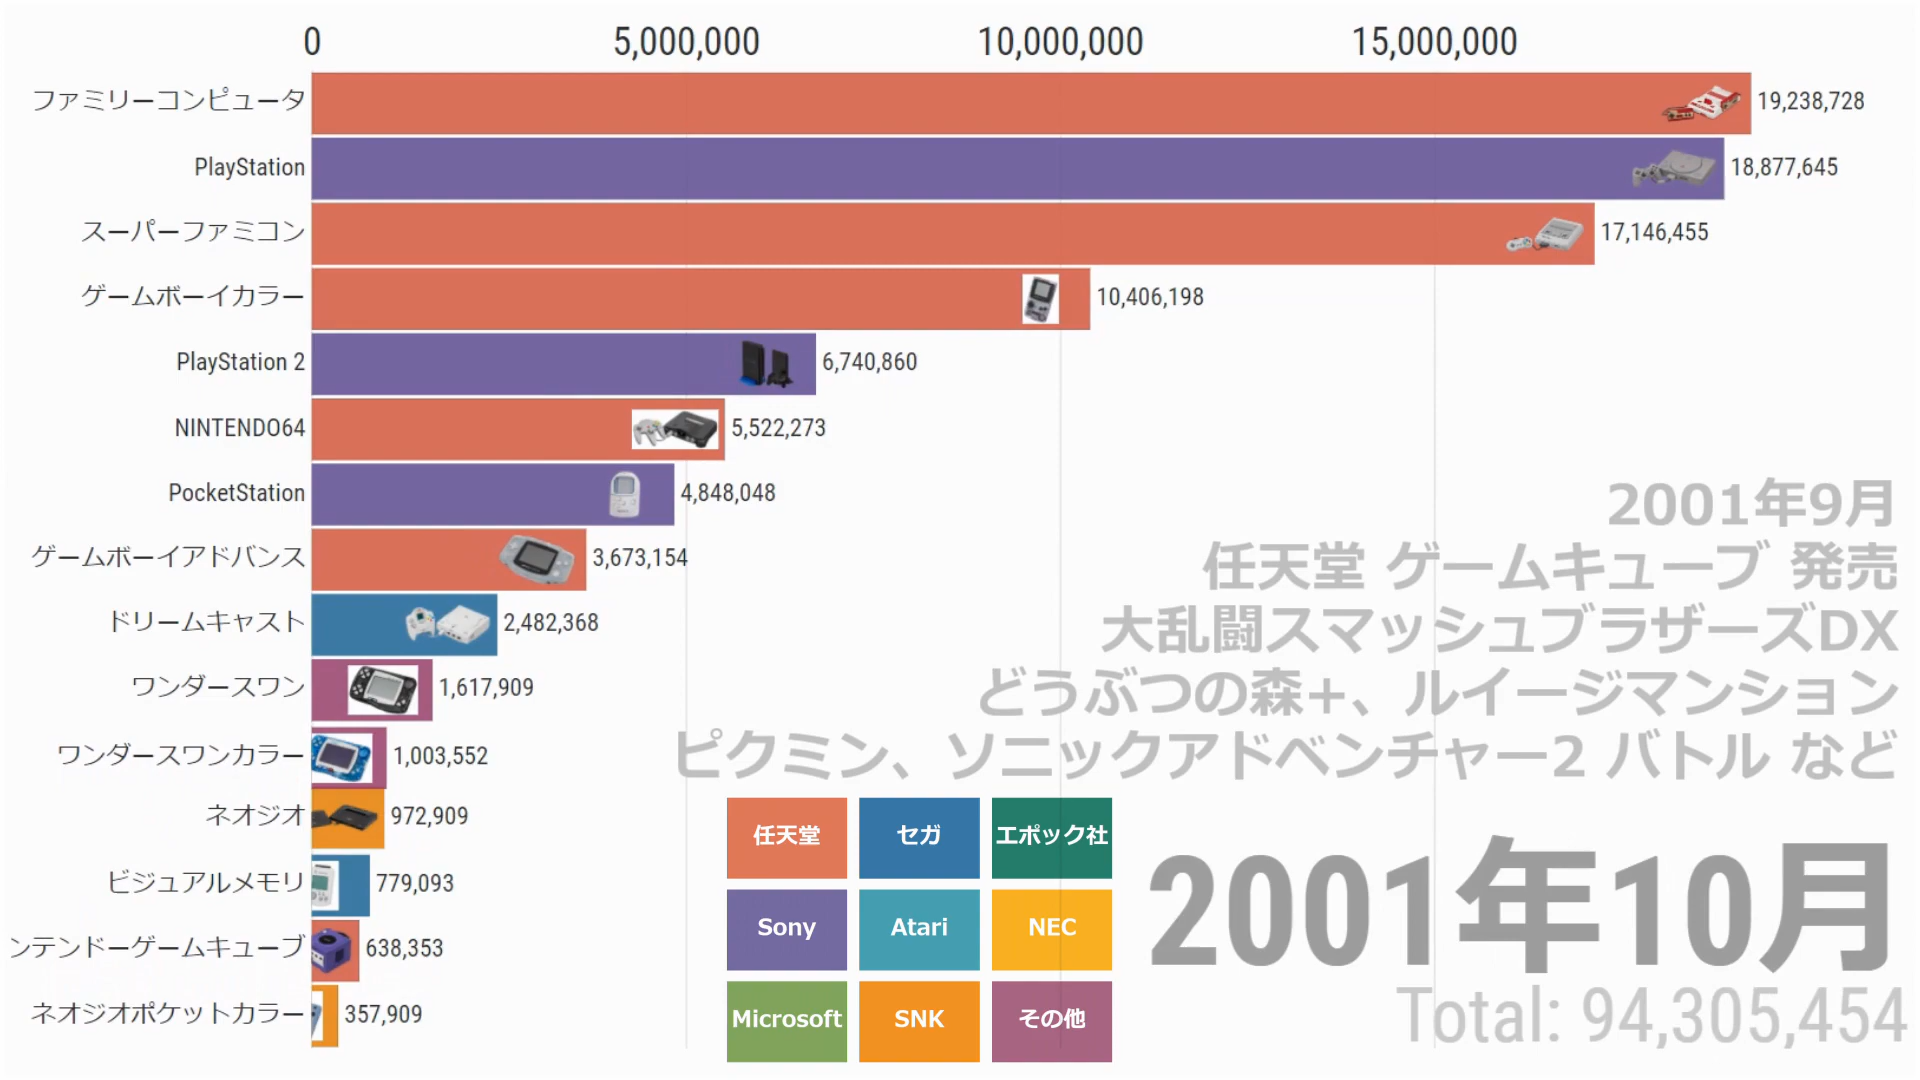 0 5,000,000 10,000,000 15,000,000
ファミリーコンピュータ 19,238,728
PlayStation 18,877,645
スーパーファミコン 17,146,455
ゲームボーイカラー 10,406,198
PlayStation 2 6,740,860
NINTENDO64 5,522,273
PocketStation 4,848,048
ゲームボーイアドバンス 3,673,154
ドリームキャスト 2,482,368
ワンダースワン 1,617,909
ワンダースワンカラー 1,003,552
ネオジオ 972,909
ビジュアルメモリ 779,093
ンテンドーゲームキューブ 638,353
ネオジオポケットカラー 357,909
2001年9月
任天堂 ゲームキューブ 発売
大乱闘スマッシュブラザーズDX
どうぶつの森+、ルイージマンション
ピクミン、ソニックアドベンチャー2 バトル など
任天堂 セガ エポック社
Sony Atari NEC
Microsoft SNK その他
2001年10月
Total: 94,305,454